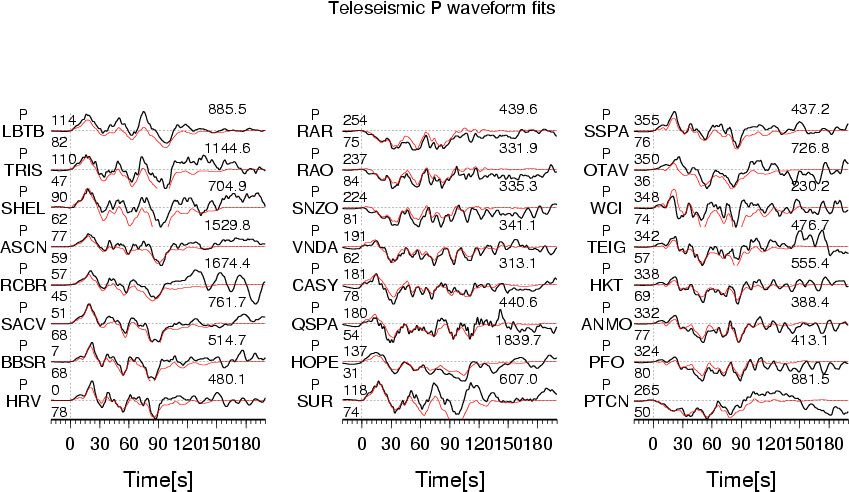 Teleseismic P waveform fits
P 885.5
LBTB 114
82
P 1144.6
TRIS 110
47
P 704.9
SHEL 90
62
P 1529.8
ASCN 77
59
P 1674.4
RCBR 57
45
P 761.7
SACV 51
68
P 514.7
BBSR 7
68
P 480.1
HRV 0
78
-30 0 30 60 90 120150180
Time[s]
P 439.6
RAR 254
75
P 331.9
RAO 237
84
P 335.3
SNZO 224
81
P 341.1
VNDA 191
62
P 313.1
CASY 181
78
P 440.6
QSPA 180
54
P 1839.7
HOPE 137
31
P 607.0
SUR 118
74
-30 0 30 60 90 120150180
Time[s]
P 437.2
SSPA 355
76
P 726.8
OTAV 350
36
P 230.2
WCI 348
74
P 476.7
TEIG 342
57
P 555.4
HKT 338
69
P 388.4
ANMO 332
77
P 413.1
PFO 324
80
P 881.5
PTCN 265
50
-30 0 30 60 90 120150180
Time[s]